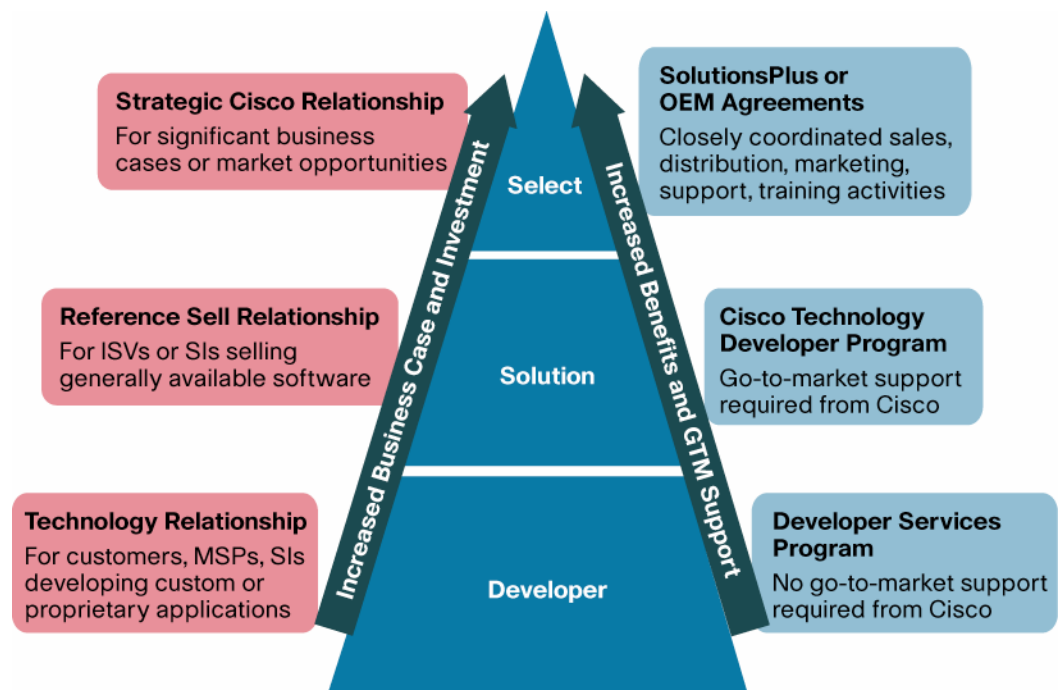 Strategic Cisco Relationship
For significant business
cases or market opportunities
SolutionsPlus or
OEM Agreements
Closely coordinated sales,
distribution, marketing,
support, training activities
Select
Increased Business Case and Investment
Increased Benefits and GTM Support
Reference Sell Relationship
For ISVs or SIs selling
generally available software
Solution
Cisco Technology
Developer Program
Go-to-market support
required from Cisco
Technology Relationship
For customers, MSPs, SIs
developing custom or
proprietary applications
Developer
Developer Services
Program
No go-to-market support
required from Cisco